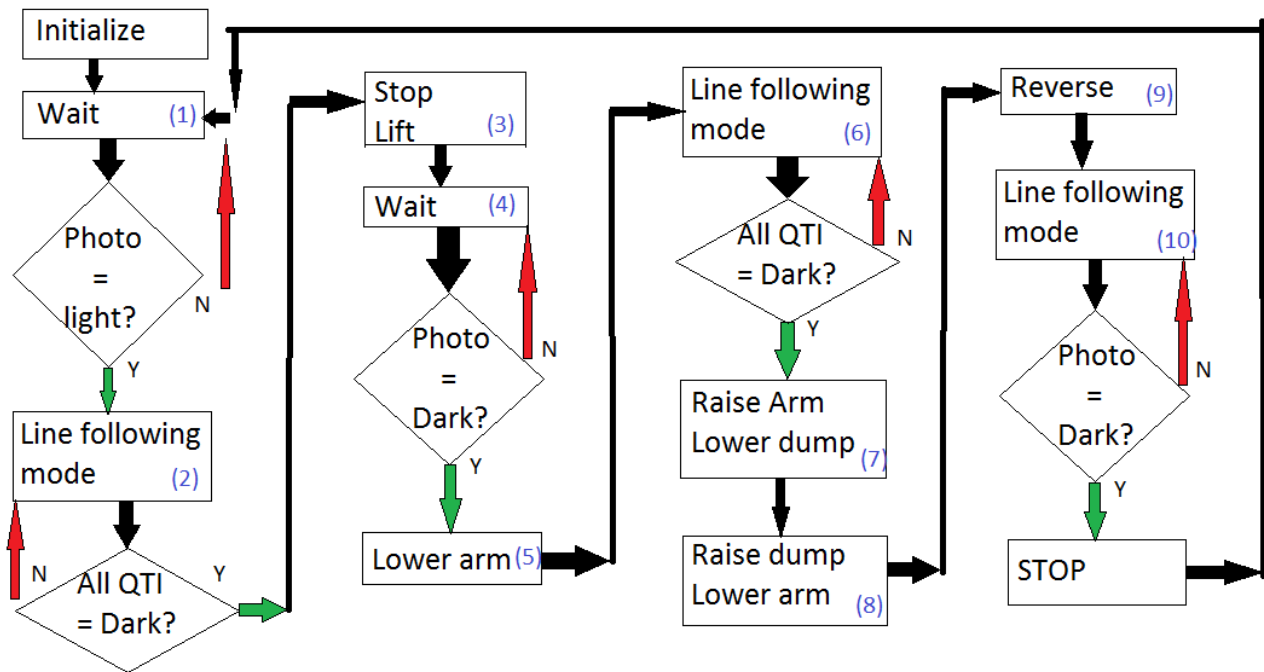 Initialize
Wait (1)
Photo
=
light?
N
Y
Line following
mode (2)
N
Y
All QTI
= Dark?
Stop
Lift (3)
Wait (4)
Photo
=
Dark?
N
Y
Lower arm (5)
Line following
mode (6)
All QTI
= Dark?
N
Y
Raise Arm
Lower dump (7)
Raise dump
Lower arm (8)
Reverse (9)
Line following
mode (10)
Photo
=
Dark?
N
Y
STOP